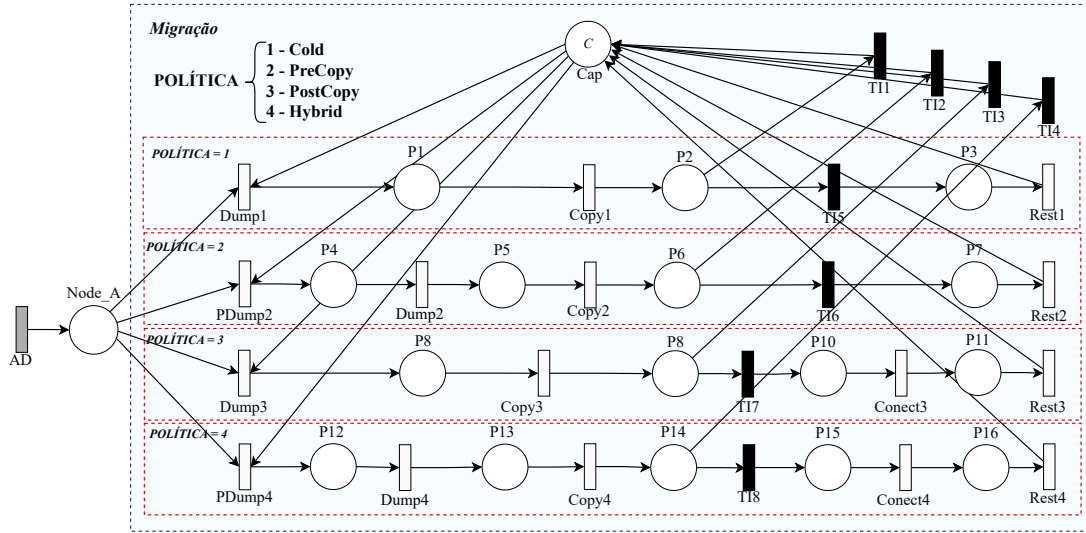 Migração
POLÍTICA
1 - Cold
2 - PreCopy
3 - PostCopy
4 - Hybrid
C
Cap
TI1
TI2
TI3
TI4
POLÍTICA = 1
P1
P2
P3
Dump1
Copy1
TI5
Rest1
POLÍTICA = 2
P4
P5
P6
P7
PDump2
Dump2
Copy2
TI6
Rest2
Node_A
AD
POLÍTICA = 3
P8
P8
P10
P11
Dump3
Copy3
TI7
Conect3
Rest3
POLÍTICA = 4
P12
P13
P14
P15
P16
PDump4
Dump4
Copy4
TI8
Conect4
Rest4